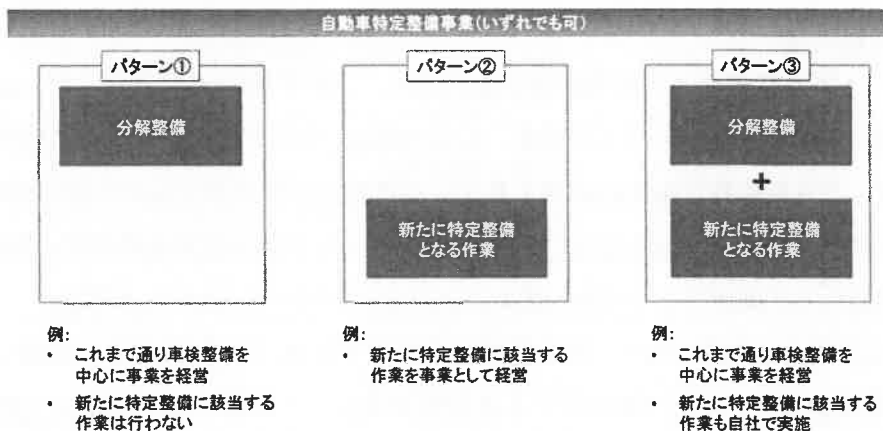 自動車特定整備事業(いずれでも可)
パターン①
分解整備
例:
• これまで通り車検整備を
中心に事業を経営
• 新たに特定整備に該当する
作業は行わない
パターン②
新たに特定整備
となる作業
例:
• 新たに特定整備に該当する
作業を事業として経営
パターン③
分解整備
+
新たに特定整備
となる作業
例:
• これまで通り車検整備を
中心に事業を経営
• 新たに特定整備に該当する
作業も自社で実施